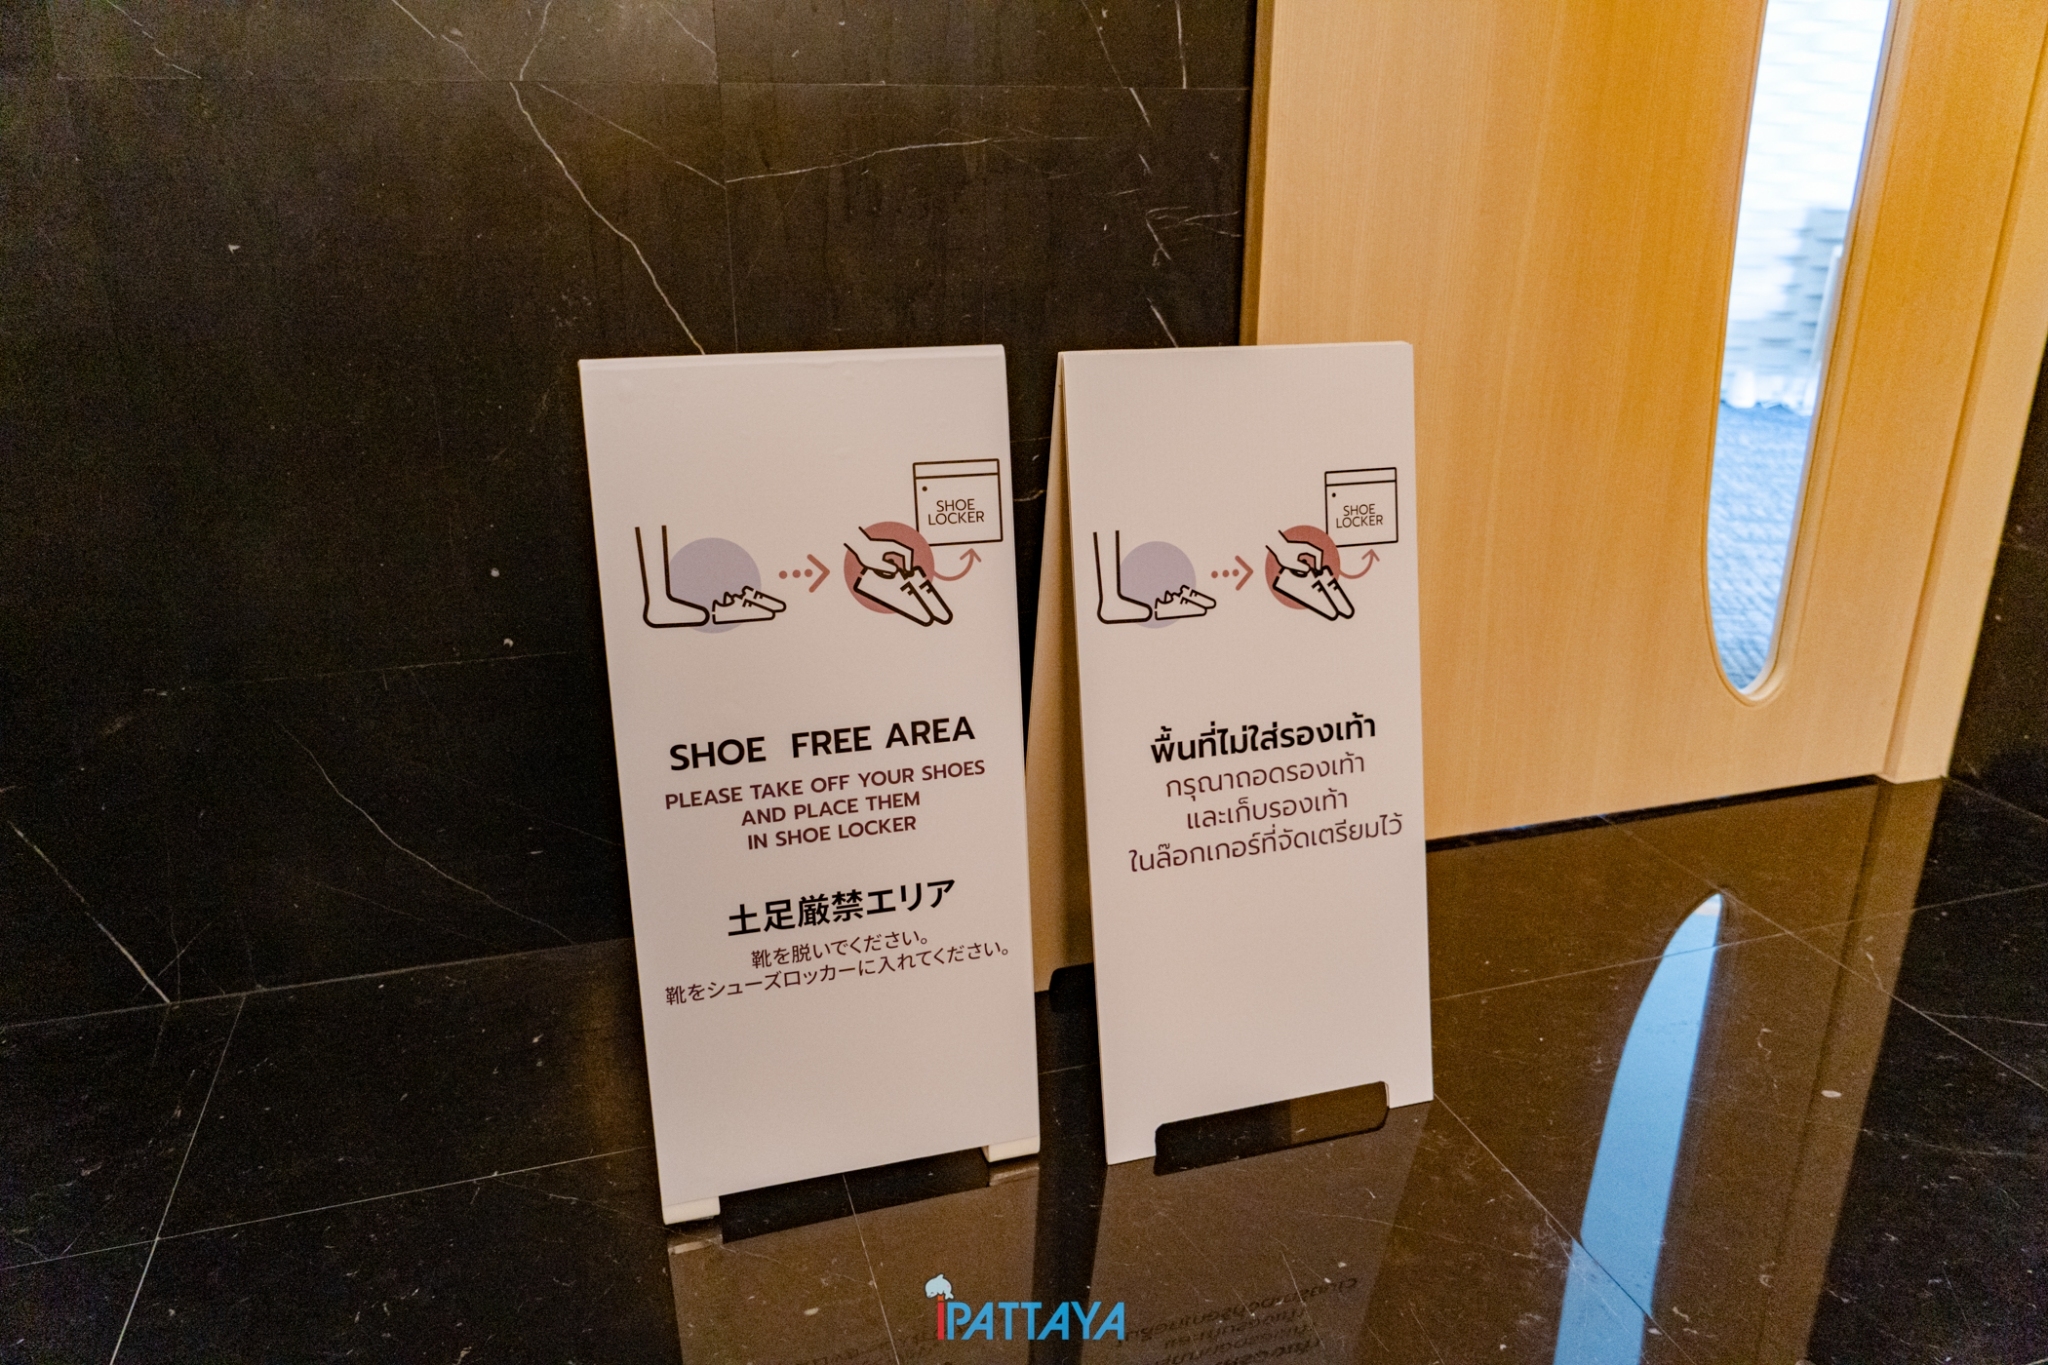 SHOE
LOCKER
SHOE FREE AREA
PLEASE TAKE OFF YOUR SHOES
AND PLACE THEM
IN SHOE LOCKER
土足厳禁エリア
靴を脱いでください。
靴をシューズロッカーに入れてください。
SHOE
LOCKER
พื้นที่ไม่ใส่รองเท้า
กรุณาถอดรองเท้า
และเก็บรองเท้า
ในล๊อกเกอร์ที่จัดเตรียมไว้
iPATTAYA